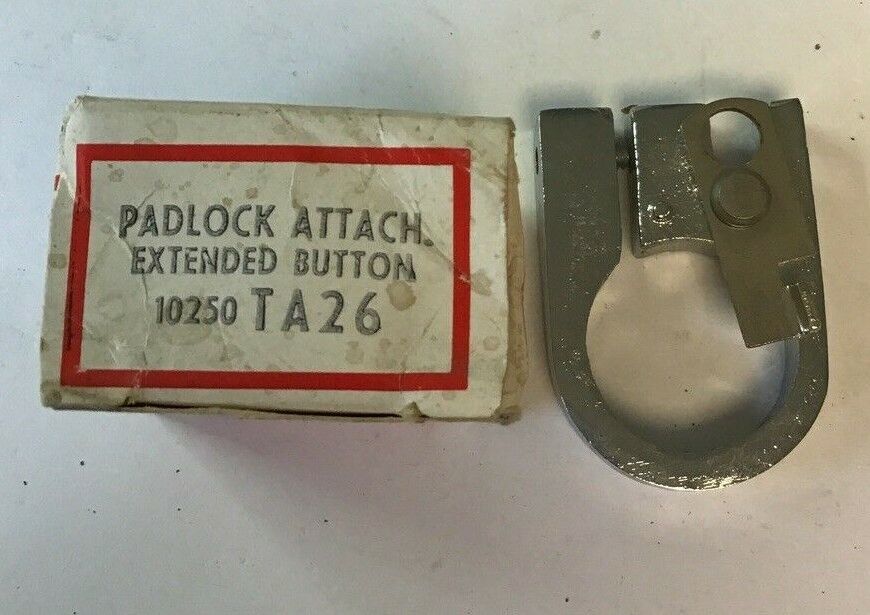 PADLOCK ATTACH.
EXTENDED BUTTON
10250 TA26